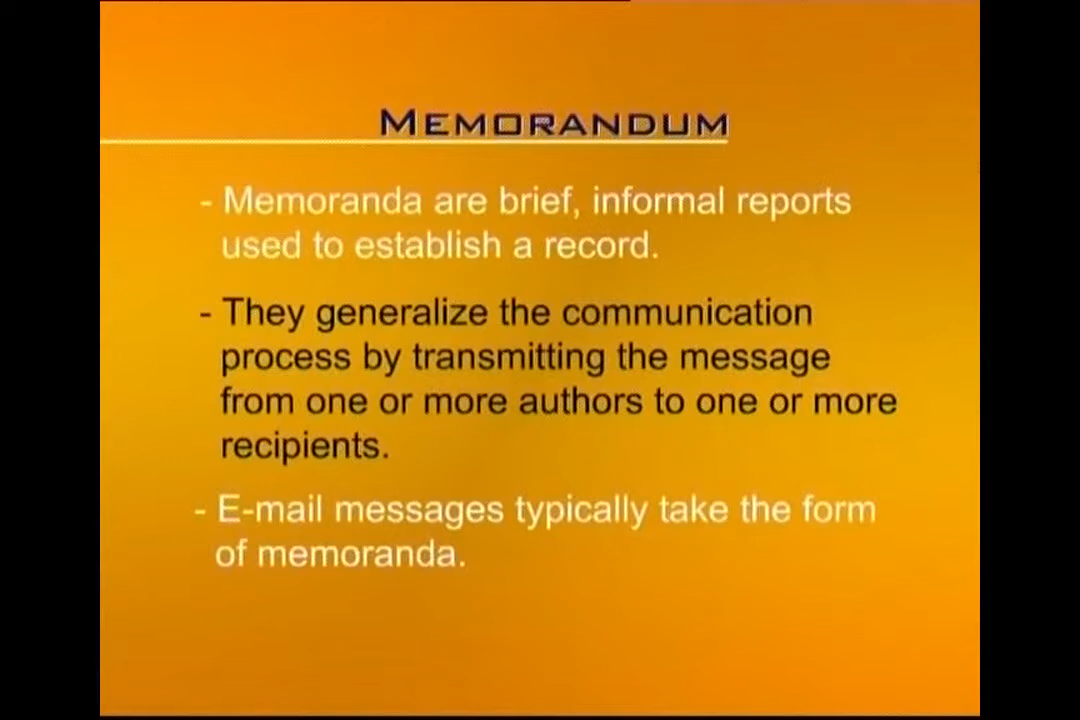 MEMORANDUM
- Memoranda are brief, informal reports
used to establish a record.
- They generalize the communication
process by transmitting the message
from one or more authors to one or more
recipients.
- E-mail messages typically take the form
of memoranda.